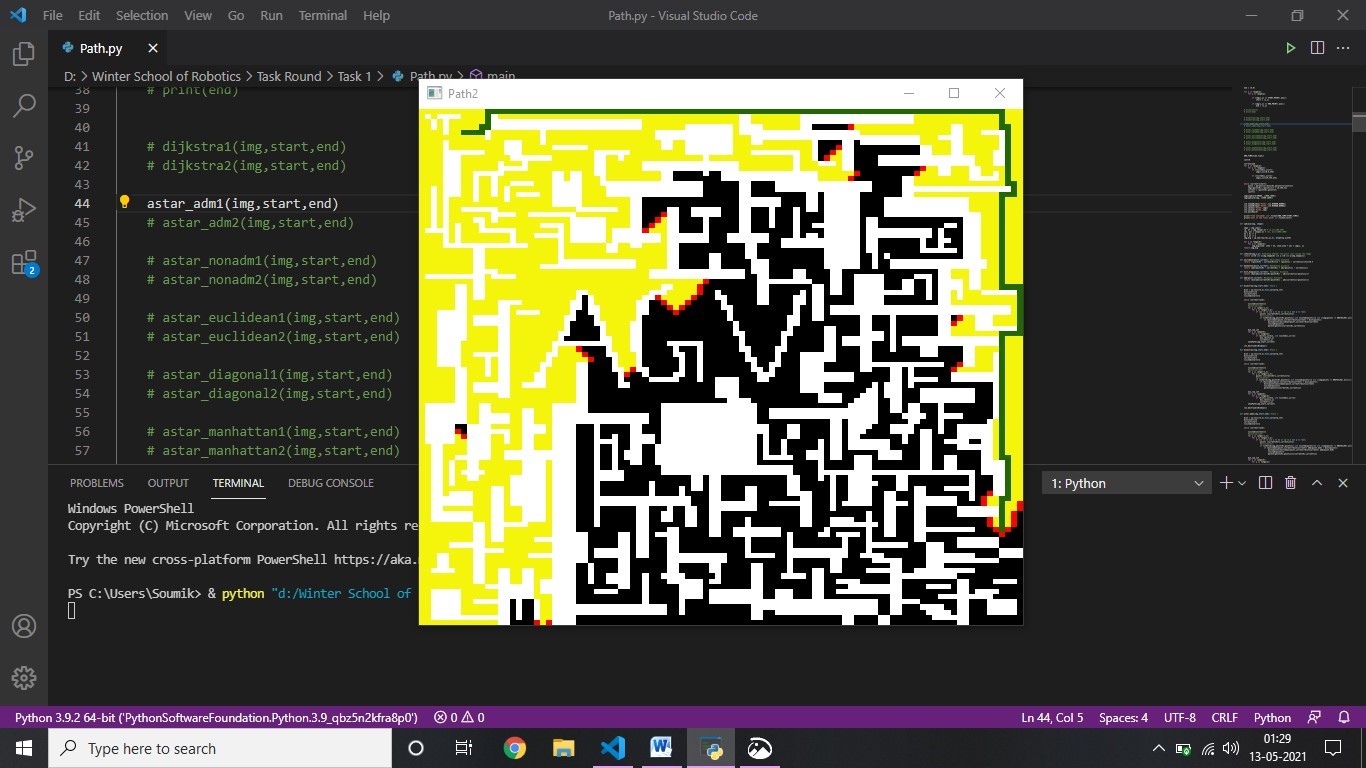 File Edit Selection View Go Run Terminal Help Path.py - Visual Studio Code
Path.py
D: > Winter School of Robotics > Task Round > Task 1 > Path.py > main
Path2
38 # print(end)
39
40
41 # dijkstra1(img,start,end)
42 # dijkstra2(img,start,end)
43
44 astar_adm1(img,start,end)
45 # astar_adm2(img,start,end)
46
47 # astar_nonadm1(img,start,end)
48 # astar_nonadm2(img,start,end)
49
50 # astar_euclidean1(img,start,end)
51 # astar_euclidean2(img,start,end)
52
53 # astar_diagonal1(img,start,end)
54 # astar_diagonal2(img,start,end)
55
56 # astar_manhattan1(img,start,end)
57 # astar_manhattan2(img,start,end)
2
PROBLEMS OUTPUT TERMINAL DEBUG CONSOLE 1: Python
Windows PowerShell
Copyright (C) Microsoft Corporation. All rights re
Try the new cross-platform PowerShell https://aka.
PS C:\Users\Soumik> & python "d:/Winter School of
Python 3.9.2 64-bit ('PythonSoftwareFoundation.Python.3.9_qbz5n2kfra8p0') 0 0 Ln 44, Col 5 Spaces: 4 UTF-8 CRLF Python
Type here to search
01:29
13-05-2021